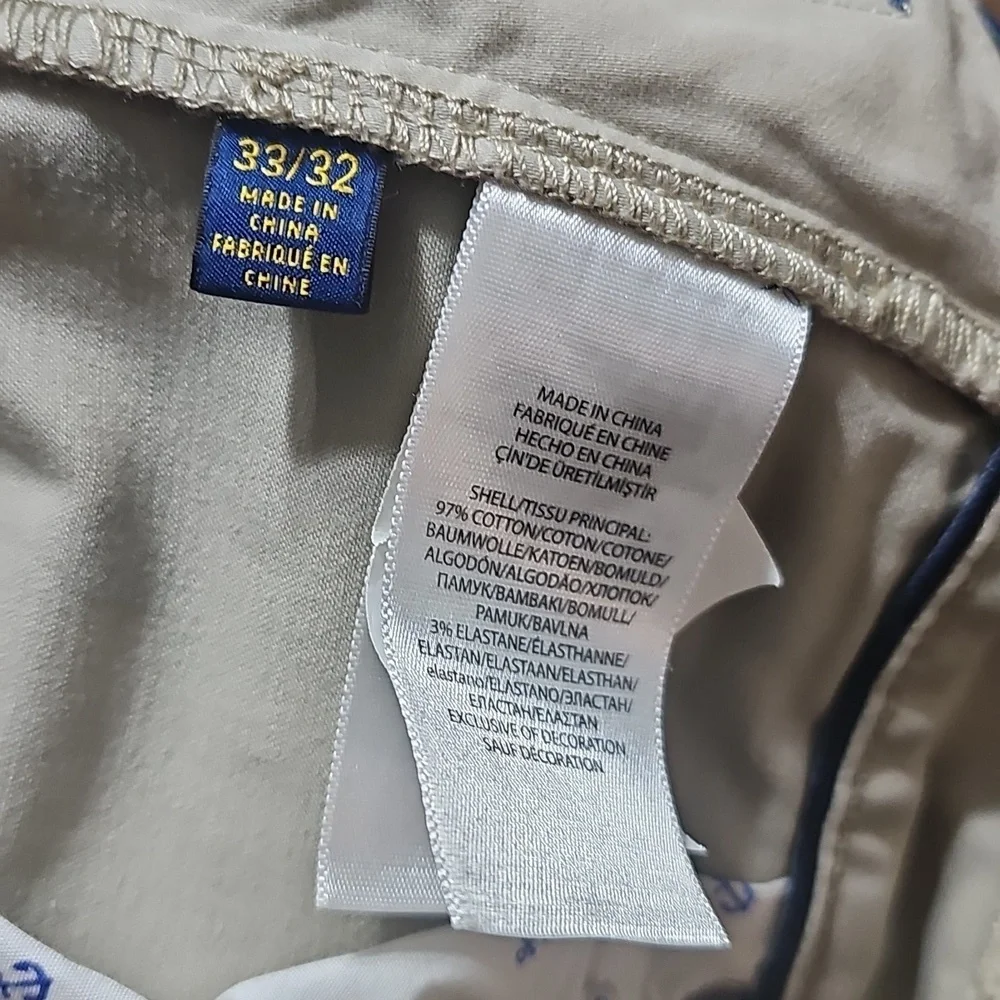 33/32
MADE IN
CHINA
FABRIQUÉ EN
CHINE
MADE IN CHINA
FABRIQUÉ EN CHINE
HECHO EN CHINA
ÇİN'DE ÜRETİLMİŞTİR
SHELL/TISSU PRINCIPAL:
97% COTTON/COTON/COTONE/
BAUMWOLLE/KATOEN/BOMULD/
ALGODÓN/ALGODÃO/ХЛОПОК/
ПАМУК/BAMBAKI/BOMULL/
PAMUK/BAVLNA
3% ELASTANE/ÉLASTHANNE/
ELASTAN/ELASTAAN/ELASTHAN/
elastano/ELASTANO/ЭЛАСТАН/
ЕЛАСТАН/ΕΛΑΣΤΑΝ
EXCLUSIVE OF DECORATION
SAUF DÉCORATION